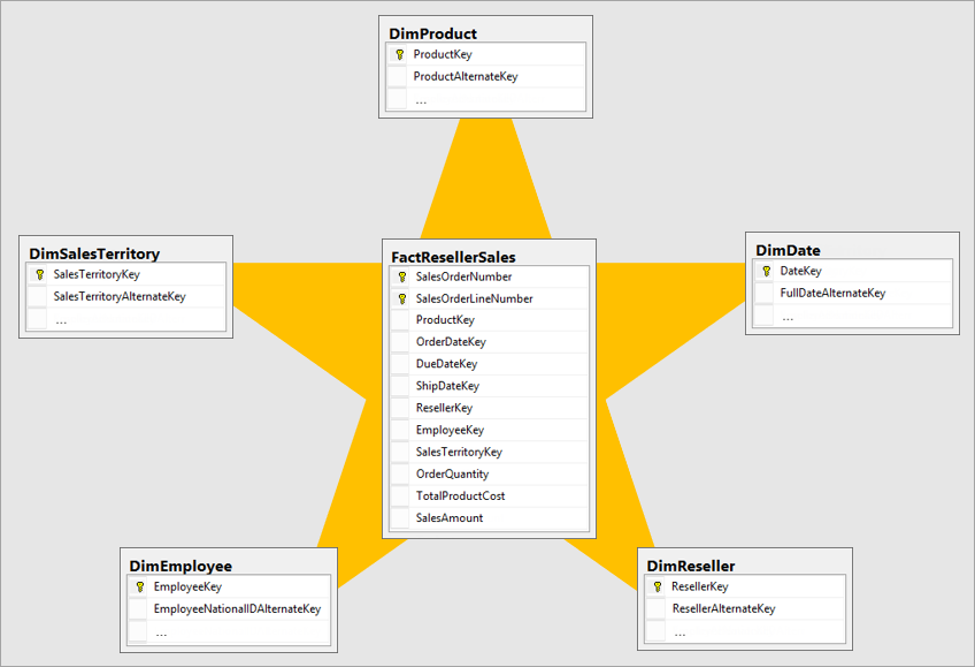 DimProduct
ProductKey
ProductAlternateKey
...
DimSalesTerritory
SalesTerritoryKey
SalesTerritoryAlternateKey
...
FactResellerSales
SalesOrderNumber
SalesOrderLineNumber
ProductKey
OrderDateKey
DueDateKey
ShipDateKey
ResellerKey
EmployeeKey
SalesTerritoryKey
OrderQuantity
TotalProductCost
SalesAmount
DimDate
DateKey
FullDateAlternateKey
...
DimEmployee
EmployeeKey
EmployeeNationalIDAlternateKey
...
DimReseller
ResellerKey
ResellerAlternateKey
...